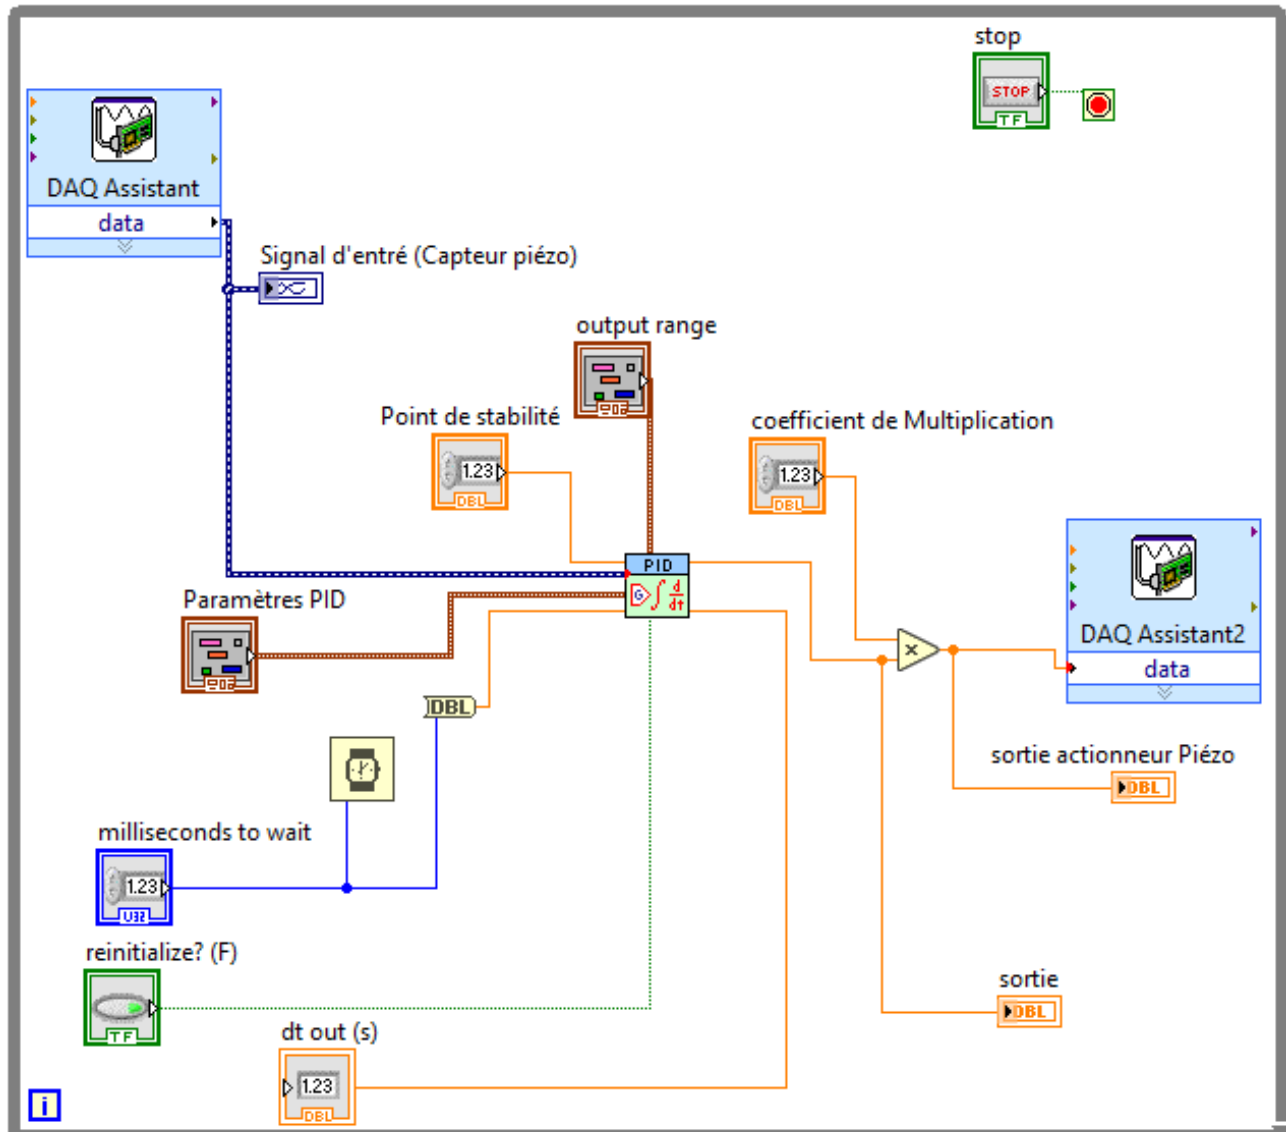 stop
STOP
TF
DAQ Assistant
data
Signal d'entré (Capteur piézo)
output range
Point de stabilité
1.23
DBL
coefficient de Multiplication
1.23
DBL
PID
G
d
dt
Paramètres PID
DAQ Assistant2
data
DBL
sortie actionneur Piézo
DBL
milliseconds to wait
1.23
U32
reinitialize? (F)
TF
sortie
DBL
dt out (s)
1.23
DBL
i